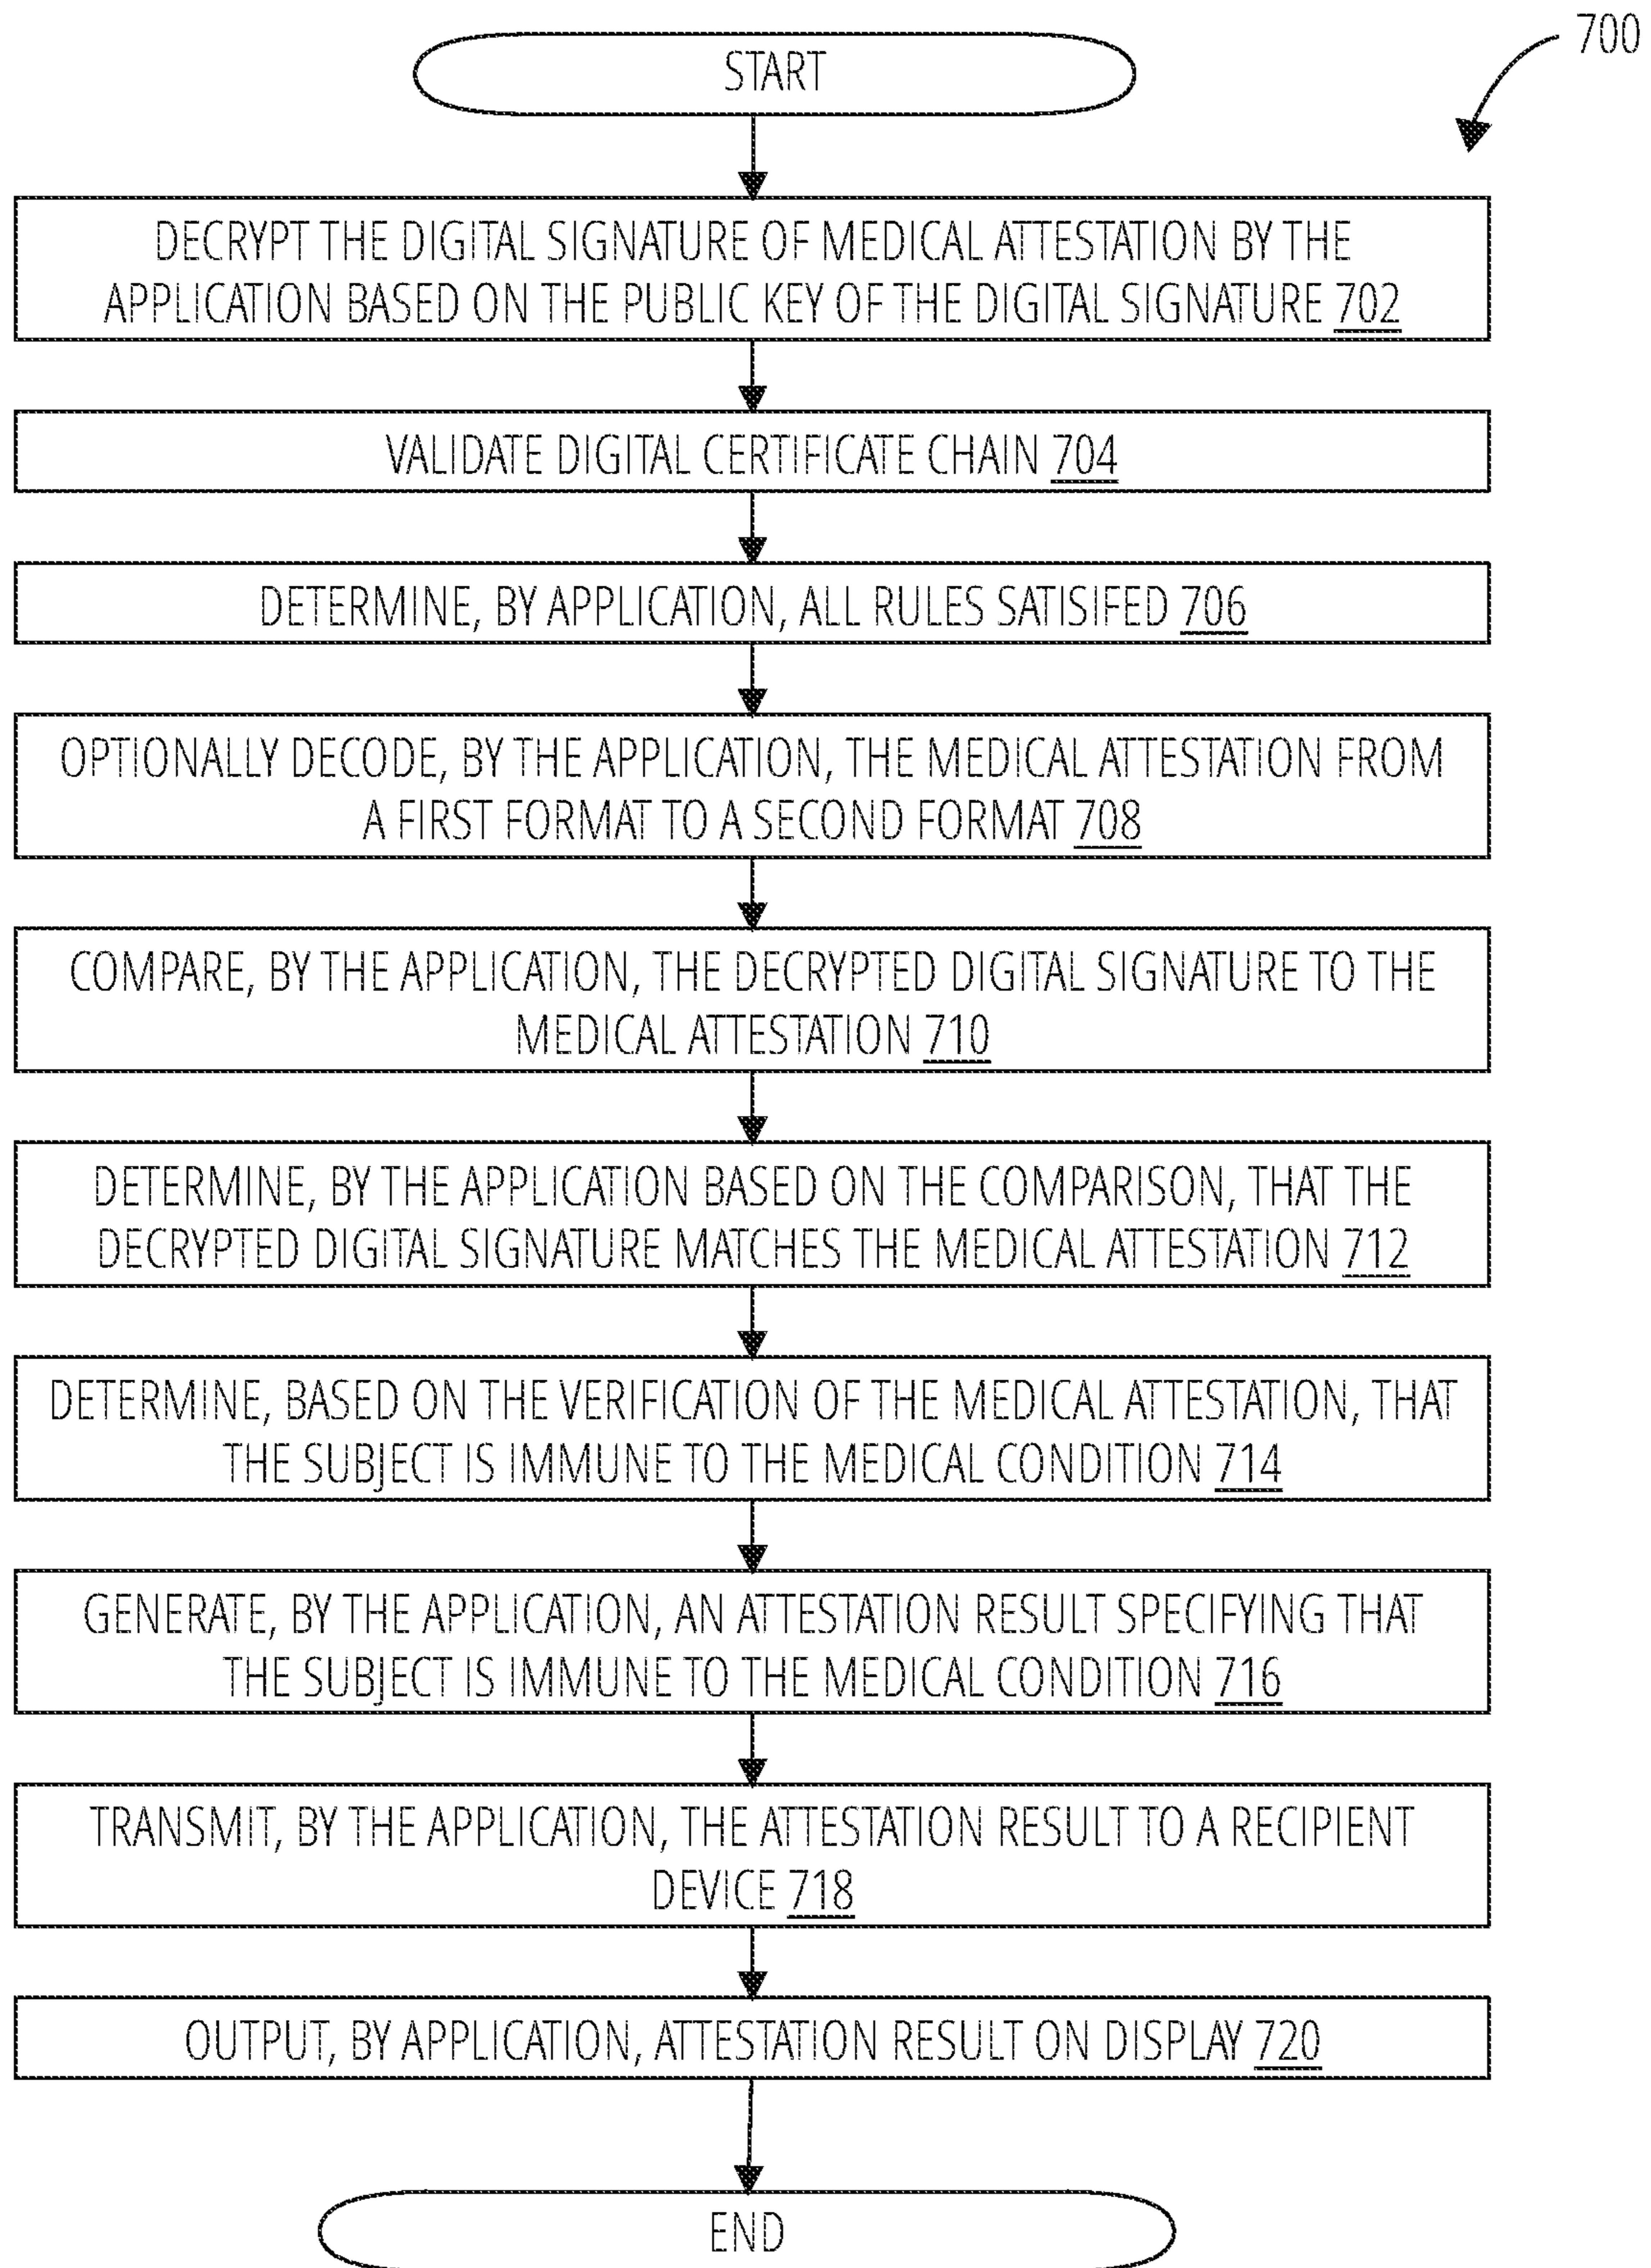 700
START
DECRYPT THE DIGITAL SIGNATURE OF MEDICAL ATTESTATION BY THE
APPLICATION BASED ON THE PUBLIC KEY OF THE DIGITAL SIGNATURE 702
VALIDATE DIGITAL CERTIFICATE CHAIN 704
DETERMINE, BY APPLICATION, ALL RULES SATISIFED 706
OPTIONALLY DECODE, BY THE APPLICATION, THE MEDICAL ATTESTATION FROM
A FIRST FORMAT TO A SECOND FORMAT 708
COMPARE, BY THE APPLICATION, THE DECRYPTED DIGITAL SIGNATURE TO THE
MEDICAL ATTESTATION 710
DETERMINE, BY THE APPLICATION BASED ON THE COMPARISON, THAT THE
DECRYPTED DIGITAL SIGNATURE MATCHES THE MEDICAL ATTESTATION 712
DETERMINE, BASED ON THE VERIFICATION OF THE MEDICAL ATTESTATION, THAT
THE SUBJECT IS IMMUNE TO THE MEDICAL CONDITION 714
GENERATE, BY THE APPLICATION, AN ATTESTATION RESULT SPECIFYING THAT
THE SUBJECT IS IMMUNE TO THE MEDICAL CONDITION 716
TRANSMIT, BY THE APPLICATION, THE ATTESTATION RESULT TO A RECIPIENT
DEVICE 718
OUTPUT, BY APPLICATION, ATTESTATION RESULT ON DISPLAY 720
END